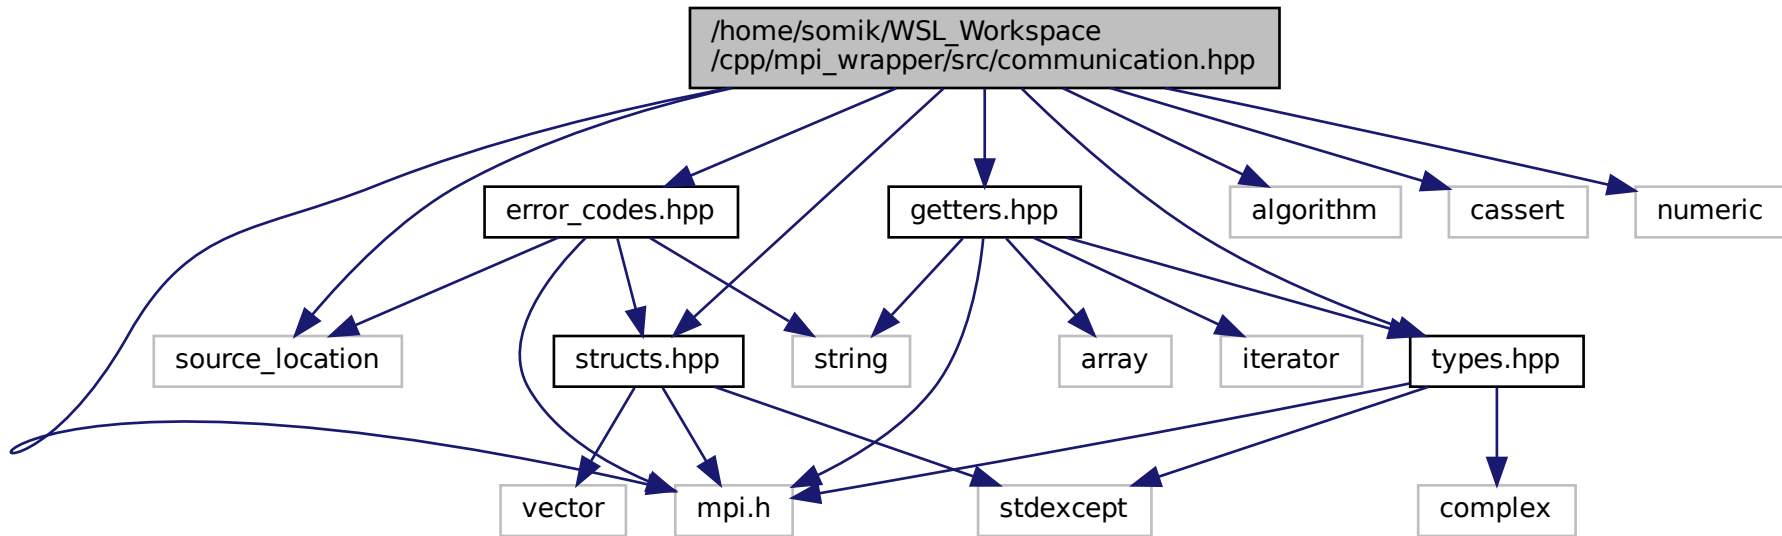 /home/somik/WSL_Workspace
/cpp/mpi_wrapper/src/communication.hpp
error_codes.hpp
getters.hpp
algorithm
cassert
numeric
source_location
structs.hpp
string
array
iterator
types.hpp
vector
mpi.h
stdexcept
complex